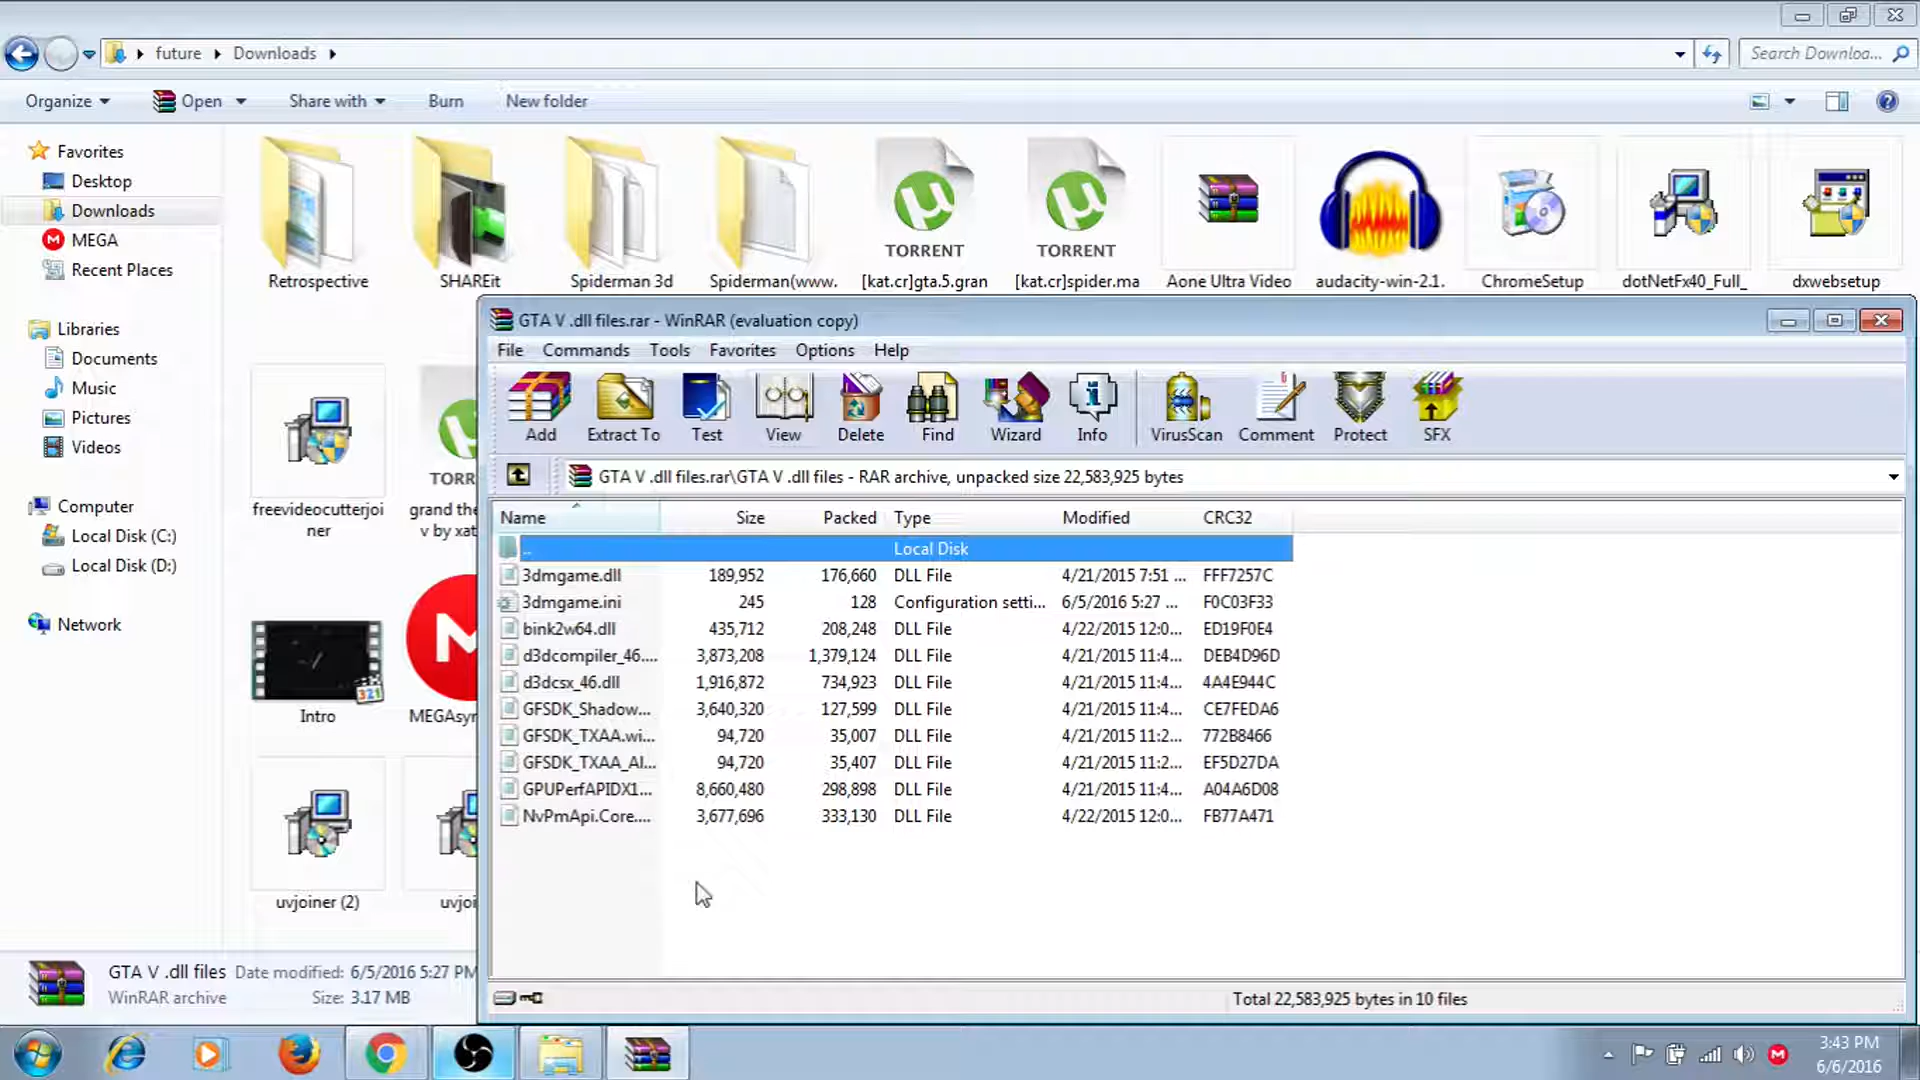 future Downloads Search Downloa...
Organize Open Share with Burn New folder
Favorites
Desktop
Downloads
MEGA
Recent Places
Libraries
Documents
Music
Pictures
Videos
Computer
Local Disk (C:)
Local Disk (D:)
Network
TORRENT TORRENT
Retrospective SHAREit Spiderman 3d Spiderman(www. [kat.cr]gta.5.gran [kat.cr]spider.ma Aone Ultra Video audacity-win-2.1. ChromeSetup dotNetFx40_Full_ dxwebsetup
TORR
freevideocutterjoi
ner
grand the
v by xat
321
Intro MEGAsyn
uvjoiner (2) uvjoi
GTA V .dll files.rar - WinRAR (evaluation copy)
File Commands Tools Favorites Options Help
Add Extract To Test View Delete Find Wizard Info VirusScan Comment Protect SFX
GTA V .dll files.rar\GTA V .dll files - RAR archive, unpacked size 22,583,925 bytes
Name Size Packed Type Modified CRC32
.. Local Disk
3dmgame.dll 189,952 176,660 DLL File 4/21/2015 7:51 ... FFF7257C
3dmgame.ini 245 128 Configuration setti... 6/5/2016 5:27 ... F0C03F33
bink2w64.dll 435,712 208,248 DLL File 4/22/2015 12:0... ED19F0E4
d3dcompiler_46.... 3,873,208 1,379,124 DLL File 4/21/2015 11:4... DEB4D96D
d3dcsx_46.dll 1,916,872 734,923 DLL File 4/21/2015 11:4... 4A4E944C
GFSDK_Shadow... 3,640,320 127,599 DLL File 4/21/2015 11:4... CE7FEDA6
GFSDK_TXAA.wi... 94,720 35,007 DLL File 4/21/2015 11:2... 772B8466
GFSDK_TXAA_Al... 94,720 35,407 DLL File 4/21/2015 11:2... EF5D27DA
GPUPerfAPIDX1... 8,660,480 298,898 DLL File 4/21/2015 11:4... A04A6D08
NvPmApi.Core.... 3,677,696 333,130 DLL File 4/22/2015 12:0... FB77A471
Total 22,583,925 bytes in 10 files
GTA V .dll files Date modified: 6/5/2016 5:27 PM
WinRAR archive Size: 3.17 MB
3:43 PM
6/6/2016